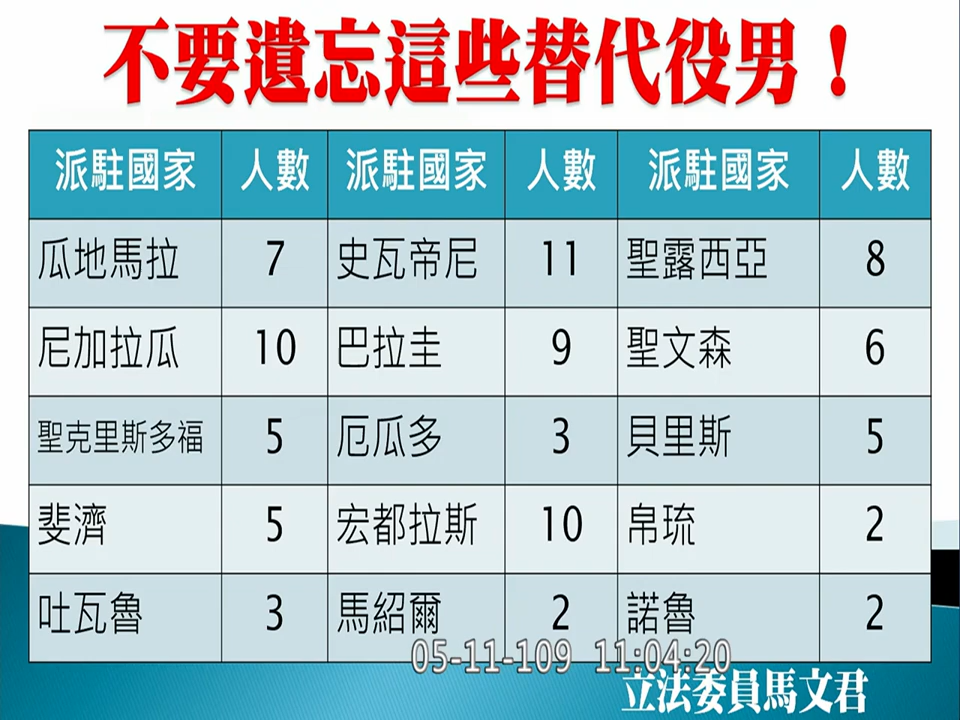 不要遺忘這些替代役男！
派駐國家 人數 派駐國家 人數 派駐國家 人數
瓜地馬拉 7 史瓦帝尼 11 聖露西亞 8
尼加拉瓜 10 巴拉圭 9 聖文森 6
聖克里斯多福 5 厄瓜多 3 貝里斯 5
斐濟 5 宏都拉斯 10 帛琉 2
吐瓦魯 3 馬紹爾 2 諾魯 2
05-11-109 11:04:20
立法委員馬文君